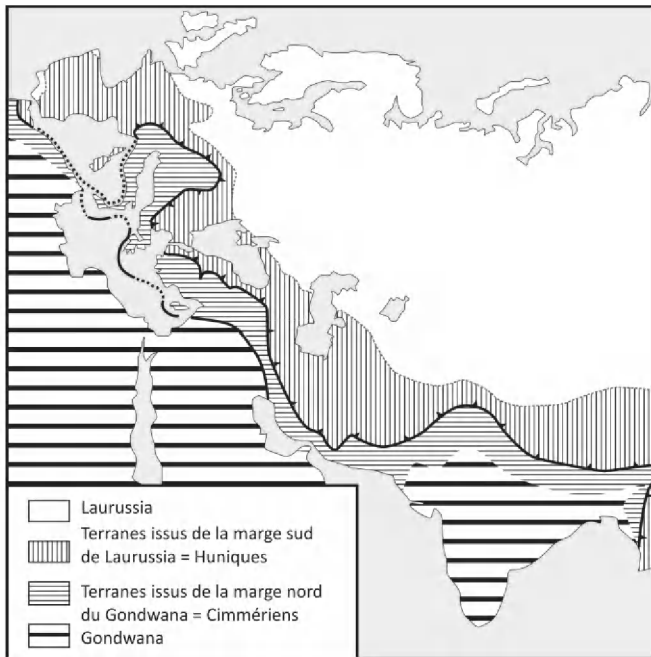 Laurussia
Terranes issus de la marge sud
de Laurussia = Huniques
Terranes issus de la marge nord
du Gondwana = Cimmériens
Gondwana